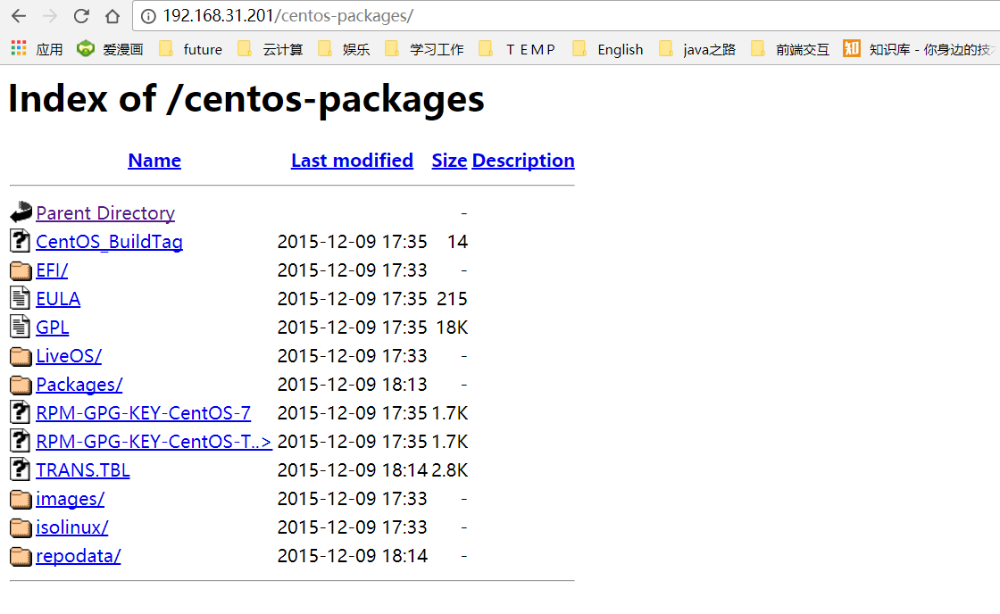 192.168.31.201/centos-packages/
应用 爱漫画 future 云计算 娱乐 学习工作 T E M P English java之路 前端交互 知 知识库 - 你身边的技
Index of /centos-packages
Name Last modified Size Description
Parent Directory -
CentOS_BuildTag 2015-12-09 17:35 14
EFI/ 2015-12-09 17:33 -
EULA 2015-12-09 17:35 215
GPL 2015-12-09 17:35 18K
LiveOS/ 2015-12-09 17:33 -
Packages/ 2015-12-09 18:13 -
RPM-GPG-KEY-CentOS-7 2015-12-09 17:35 1.7K
RPM-GPG-KEY-CentOS-T..> 2015-12-09 17:35 1.7K
TRANS.TBL 2015-12-09 18:14 2.8K
images/ 2015-12-09 17:33 -
isolinux/ 2015-12-09 17:33 -
repodata/ 2015-12-09 18:14 -